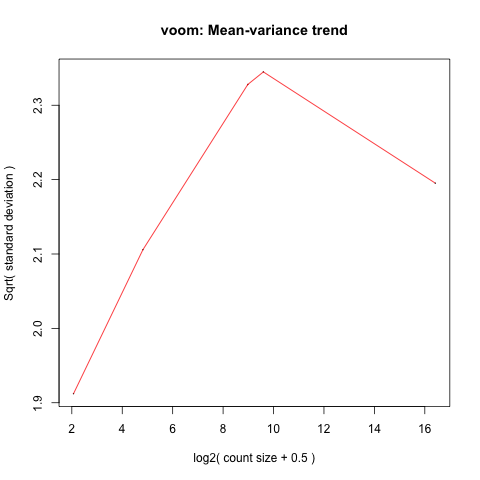 voom: Mean-variance trend
Sqrt( standard deviation )
2.3
2.2
2.1
2.0
1.9
2 4 6 8 10 12 14 16
log2( count size + 0.5 )